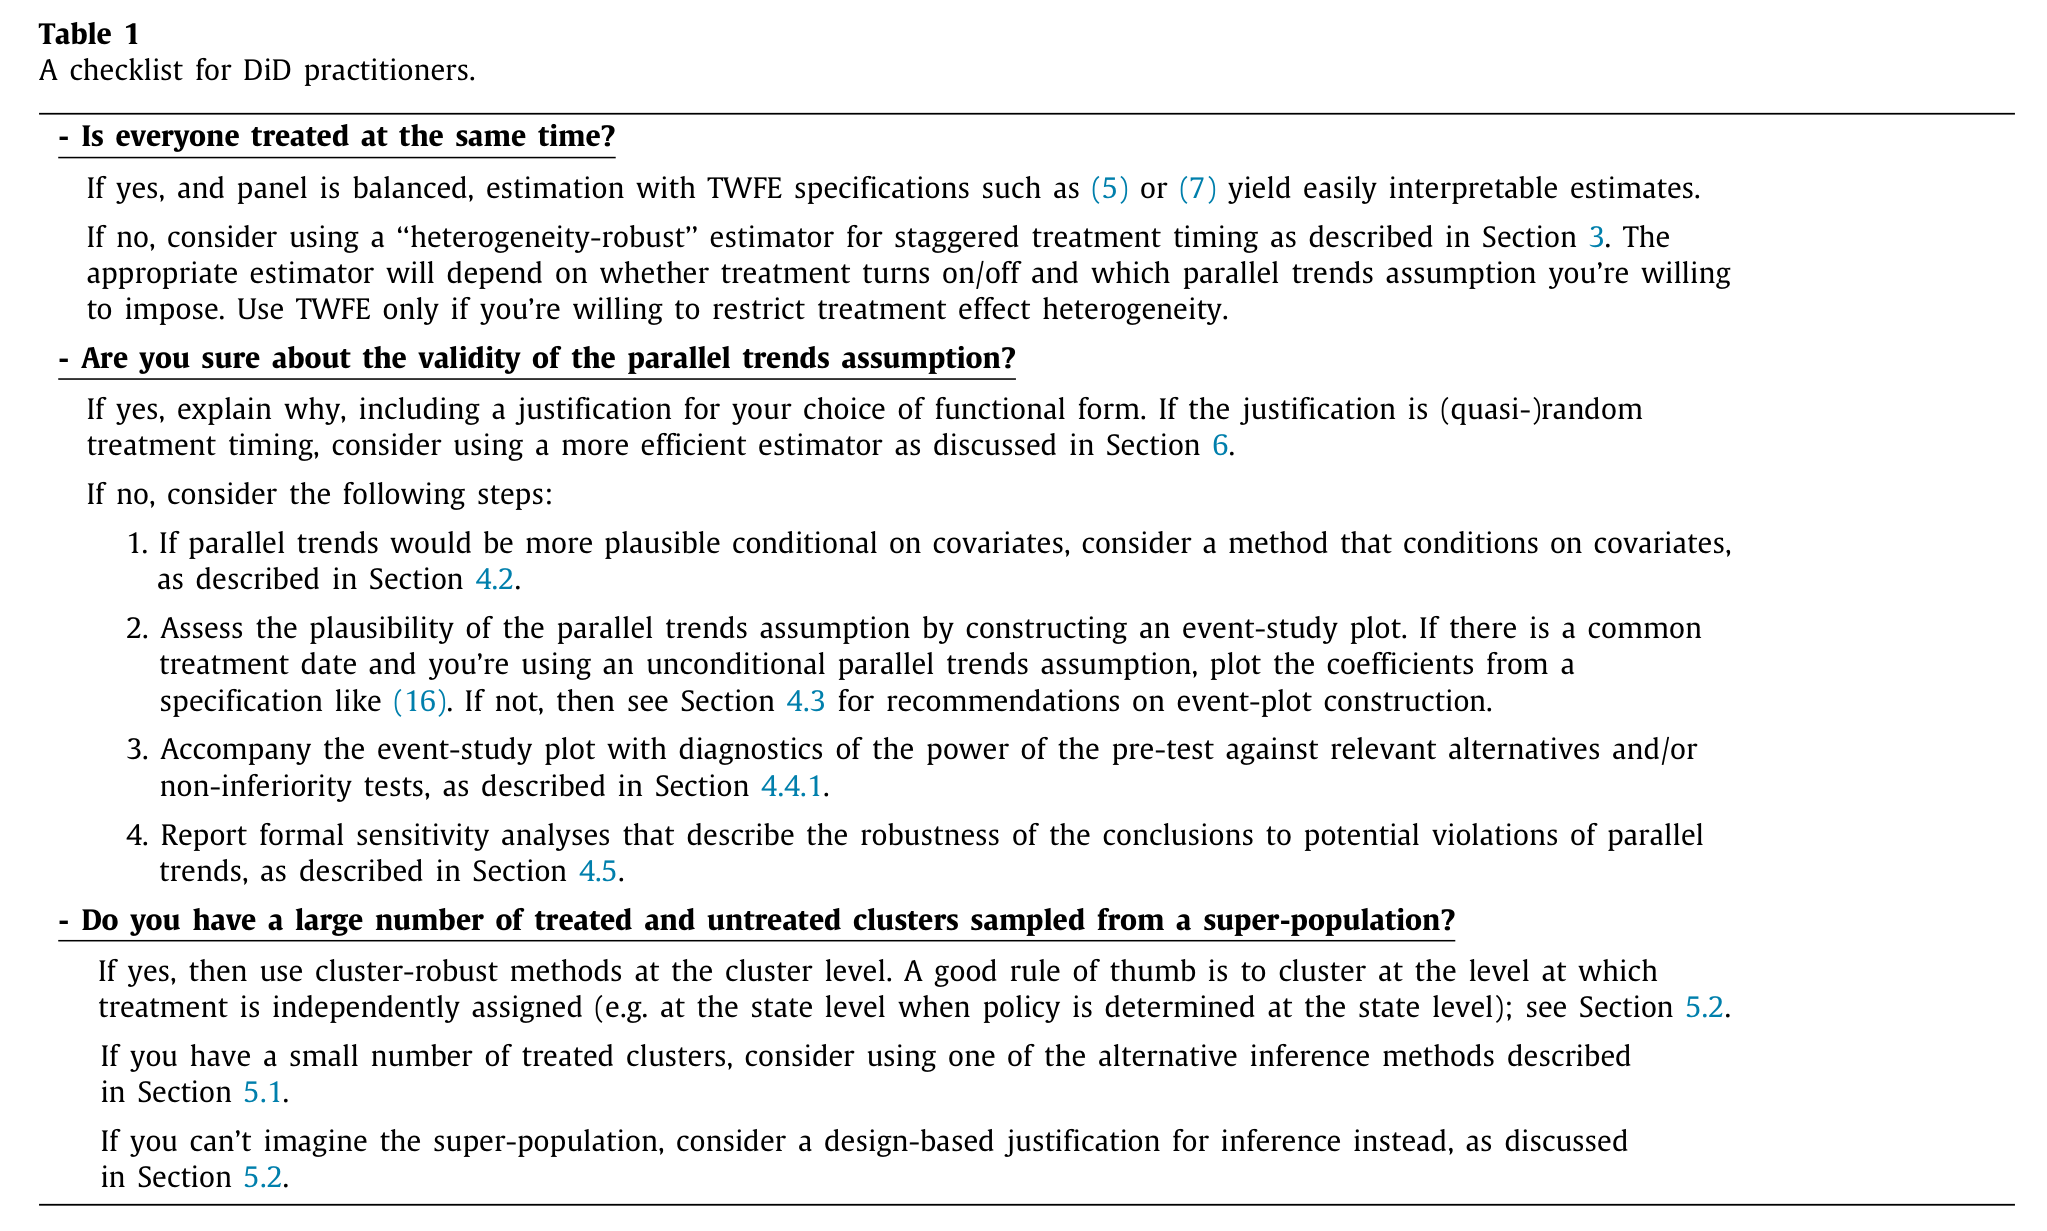 Table 1
A checklist for DiD practitioners.
- Is everyone treated at the same time?
If yes, and panel is balanced, estimation with TWFE specifications such as (5) or (7) yield easily interpretable estimates.
If no, consider using a “heterogeneity-robust” estimator for staggered treatment timing as described in Section 3. The
appropriate estimator will depend on whether treatment turns on/off and which parallel trends assumption you’re willing
to impose. Use TWFE only if you’re willing to restrict treatment effect heterogeneity.
- Are you sure about the validity of the parallel trends assumption?
If yes, explain why, including a justification for your choice of functional form. If the justification is (quasi-)random
treatment timing, consider using a more efficient estimator as discussed in Section 6.
If no, consider the following steps:
1. If parallel trends would be more plausible conditional on covariates, consider a method that conditions on covariates,
as described in Section 4.2.
2. Assess the plausibility of the parallel trends assumption by constructing an event-study plot. If there is a common
treatment date and you’re using an unconditional parallel trends assumption, plot the coefficients from a
specification like (16). If not, then see Section 4.3 for recommendations on event-plot construction.
3. Accompany the event-study plot with diagnostics of the power of the pre-test against relevant alternatives and/or
non-inferiority tests, as described in Section 4.4.1.
4. Report formal sensitivity analyses that describe the robustness of the conclusions to potential violations of parallel
trends, as described in Section 4.5.
- Do you have a large number of treated and untreated clusters sampled from a super-population?
If yes, then use cluster-robust methods at the cluster level. A good rule of thumb is to cluster at the level at which
treatment is independently assigned (e.g. at the state level when policy is determined at the state level); see Section 5.2.
If you have a small number of treated clusters, consider using one of the alternative inference methods described
in Section 5.1.
If you can’t imagine the super-population, consider a design-based justification for inference instead, as discussed
in Section 5.2.